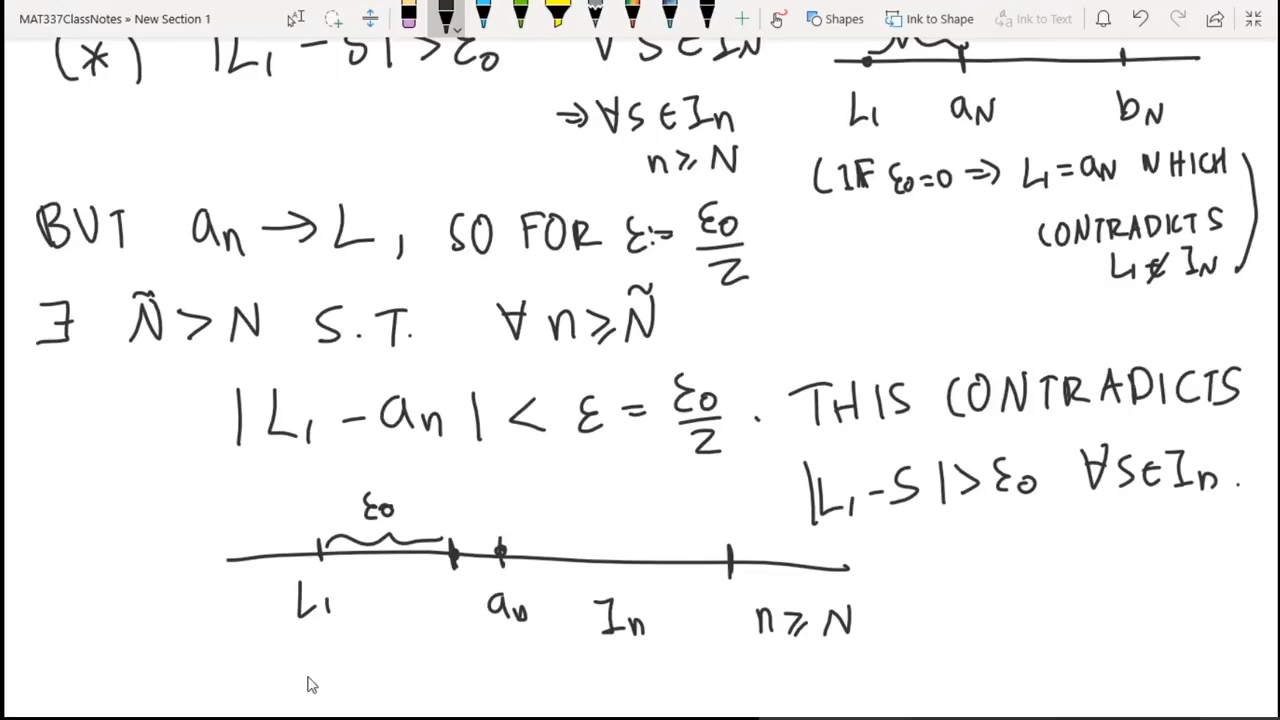 MAT337ClassNotes » New Section 1
Shapes Ink to Shape Ink to Text
(*) |L₁ - S| > ε₀ ∀ S ∈ IN
⇒ ∀ S ∈ In
n ≥ N
L₁ aN bN
(IF ε₀=0 ⇒ L₁ = aN WHICH
CONTRADICTS
L₁ ∉ IN)
BUT an → L, SO FOR ε := ε₀/2
∃ Ñ > N S.T. ∀ n ≥ Ñ
|L₁ - an| < ε = ε₀/2 . THIS CONTRADICTS
|L₁ - S| > ε₀ ∀ S ∈ In.
ε₀
L₁ an In n ≥ N